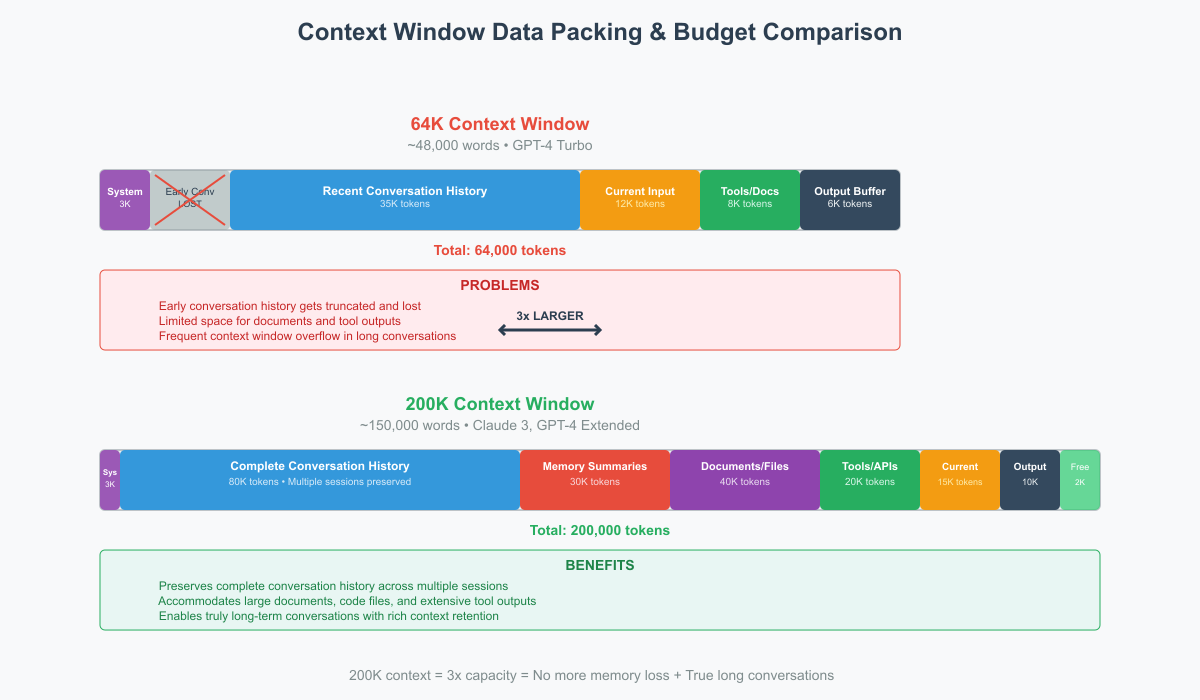 Context Window Data Packing & Budget Comparison
64K Context Window
~48,000 words • GPT-4 Turbo
System
3K
Early Conv
LOST
Recent Conversation History
35K tokens
Current Input
12K tokens
Tools/Docs
8K tokens
Output Buffer
6K tokens
Total: 64,000 tokens
PROBLEMS
Early conversation history gets truncated and lost
Limited space for documents and tool outputs
Frequent context window overflow in long conversations
3x LARGER
200K Context Window
~150,000 words • Claude 3, GPT-4 Extended
Sys
3K
Complete Conversation History
80K tokens • Multiple sessions preserved
Memory Summaries
30K tokens
Documents/Files
40K tokens
Tools/APIs
20K tokens
Current
15K tokens
Output
10K
Free
2K
Total: 200,000 tokens
BENEFITS
Preserves complete conversation history across multiple sessions
Accommodates large documents, code files, and extensive tool outputs
Enables truly long-term conversations with rich context retention
200K context = 3x capacity = No more memory loss + True long conversations